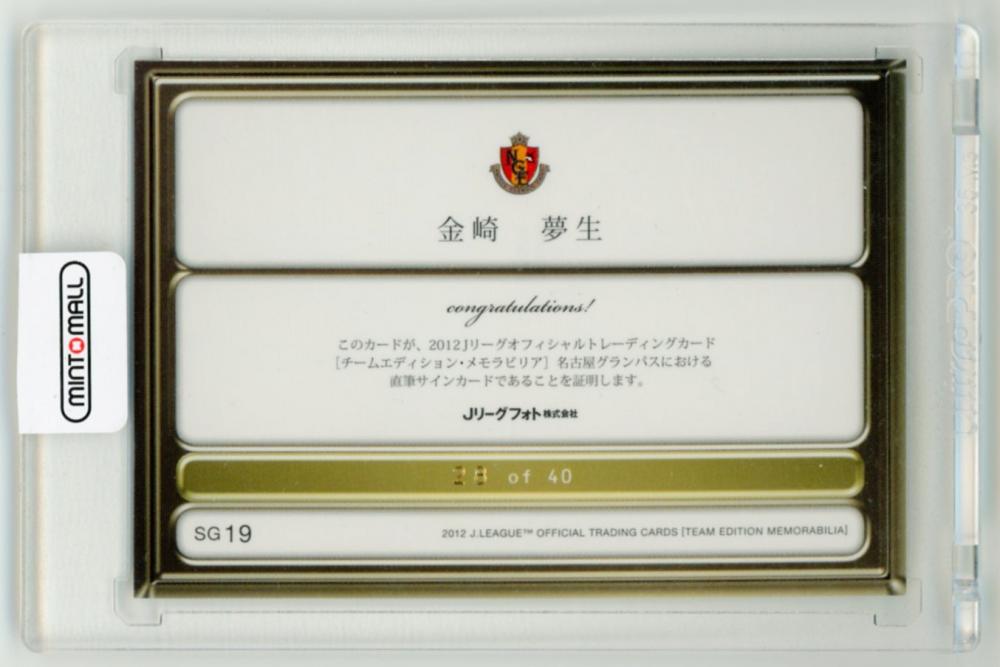 NGE
金崎 夢生
congratulations!
このカードが、2012Jリーグオフィシャルトレーディングカード
[チームエディション・メモラビリア] 名古屋グランパスにおける
直筆サインカードであることを証明します。
Jリーグフォト株式会社
of 40
SG19
2012 J.LEAGUE™ OFFICIAL TRADING CARDS [TEAM EDITION MEMORABILIA]
MINTOMALL